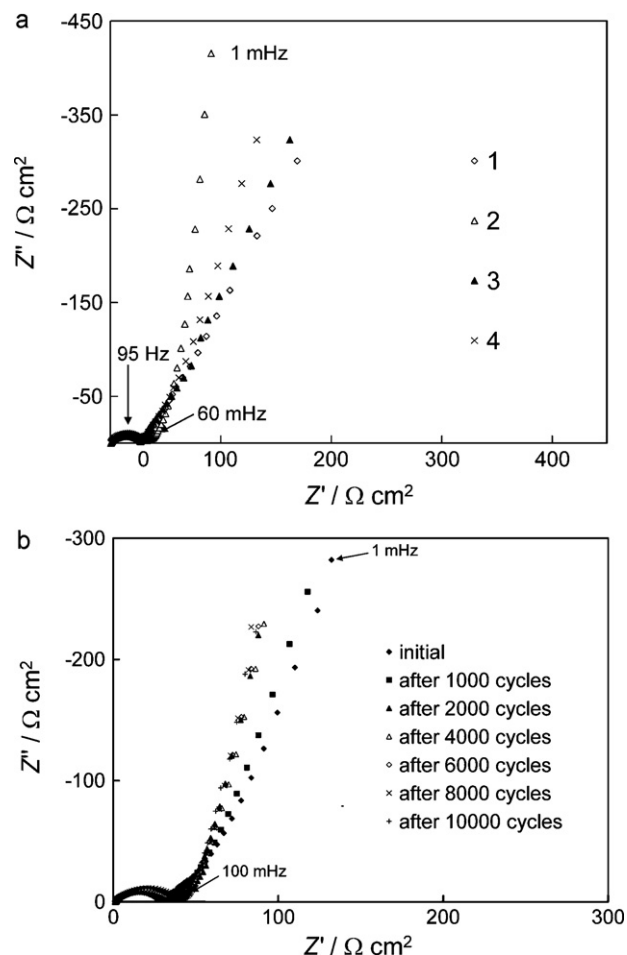 a
-450
1 mHz
-350
1
-250
2
Z" / Ω cm²
3
-150
4
95 Hz
-50
60 mHz
0 100 200 300 400
Z' / Ω cm²
b
-300
1 mHz
initial
after 1000 cycles
-200
after 2000 cycles
after 4000 cycles
Z" / Ω cm²
after 6000 cycles
after 8000 cycles
-100
after 10000 cycles
100 mHz
0
0 100 200 300
Z' / Ω cm²